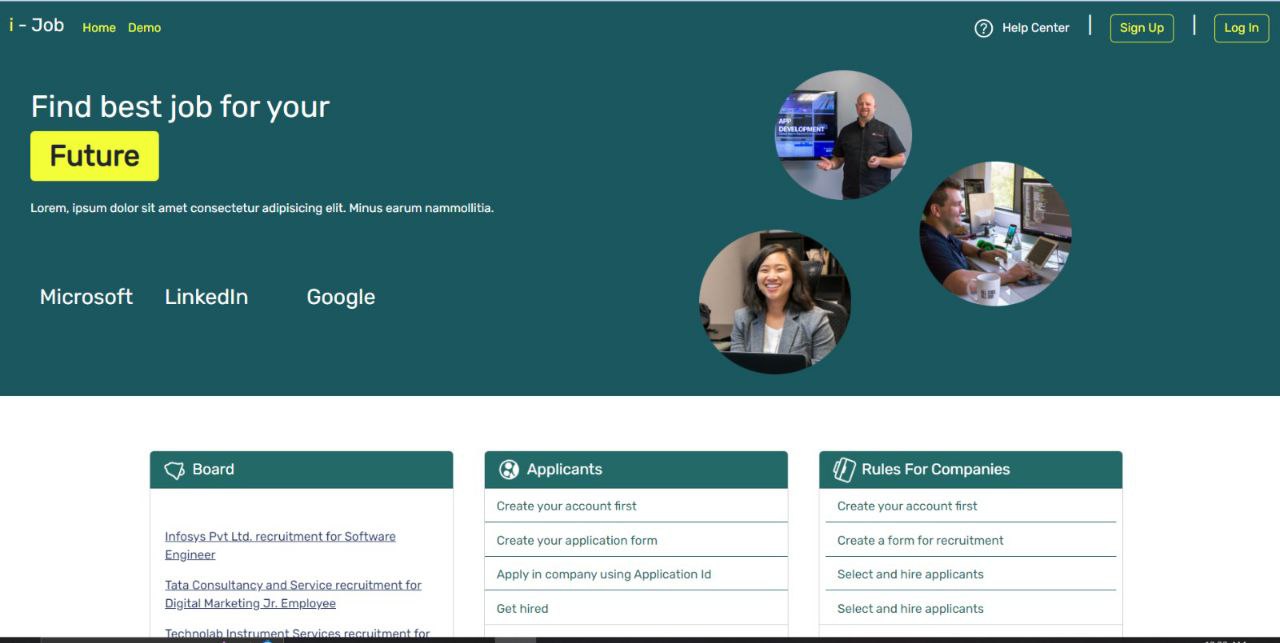 i - Job
Home
Demo
Help Center
Sign Up
Log In
Find best job for your
Future
Lorem, ipsum dolor sit amet consectetur adipisicing elit. Minus earum nammollitia.
Microsoft
LinkedIn
Google
APP
DEVELOPMENT
Board
Infosys Pvt Ltd. recruitment for Software
Engineer
Tata Consultancy and Service recruitment for
Digital Marketing Jr. Employee
Technolab Instrument Services recruitment for
Applicants
Create your account first
Create your application form
Apply in company using Application Id
Get hired
Rules For Companies
Create your account first
Create a form for recruitment
Select and hire applicants
Select and hire applicants